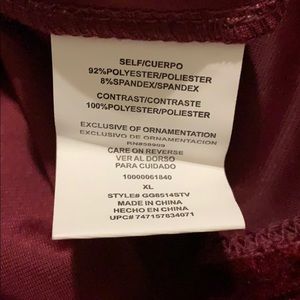 SELF/CUERPO
92%POLYESTER/POLIESTER
8%SPANDEX/SPANDEX
CONTRAST/CONTRASTE
100%POLYESTER/POLIESTER
EXCLUSIVE OF ORNAMENTATION
EXCLUSIVO DE ORNAMENTACION
RN#58909
CARE ON REVERSE
VER AL DORSO
PARA CUIDADO
10000061840
XL
STYLE# GG8514STV
MADE IN CHINA
HECHO EN CHINA
UPC# 747157834071